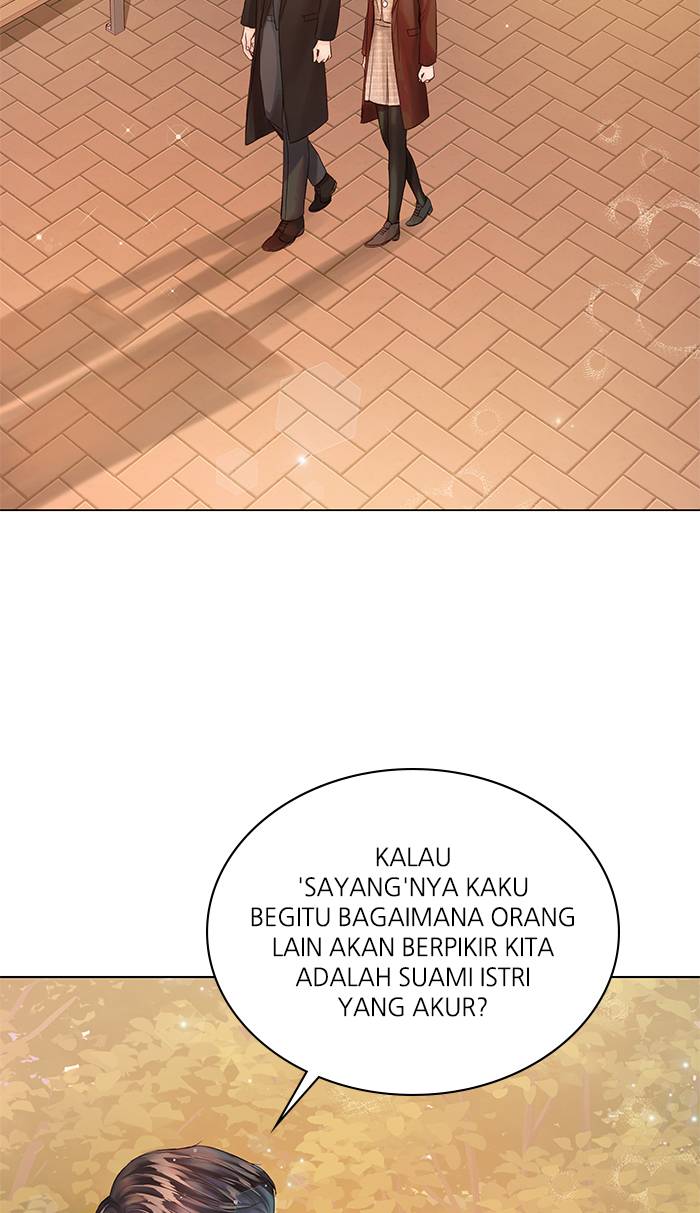 KALAU
'SAYANG'NYA KAKU
BEGITU BAGAIMANA ORANG
LAIN AKAN BERPIKIR KITA
ADALAH SUAMI ISTRI
YANG AKUR?